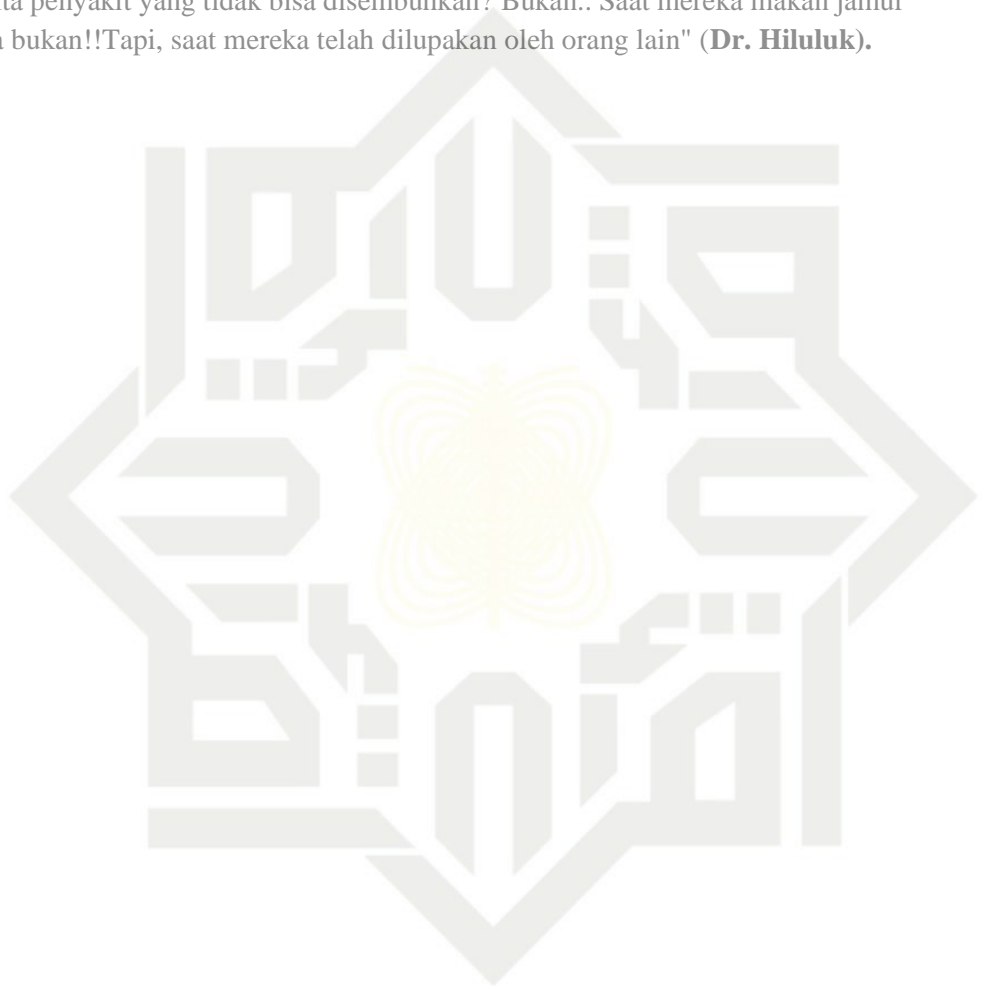 ta penyakit yang tidak bisa disembuhkan? Bukan.. Saat mereka makan jamur
a bukan!!Tapi, saat mereka telah dilupakan oleh orang lain" (Dr. Hiluluk).